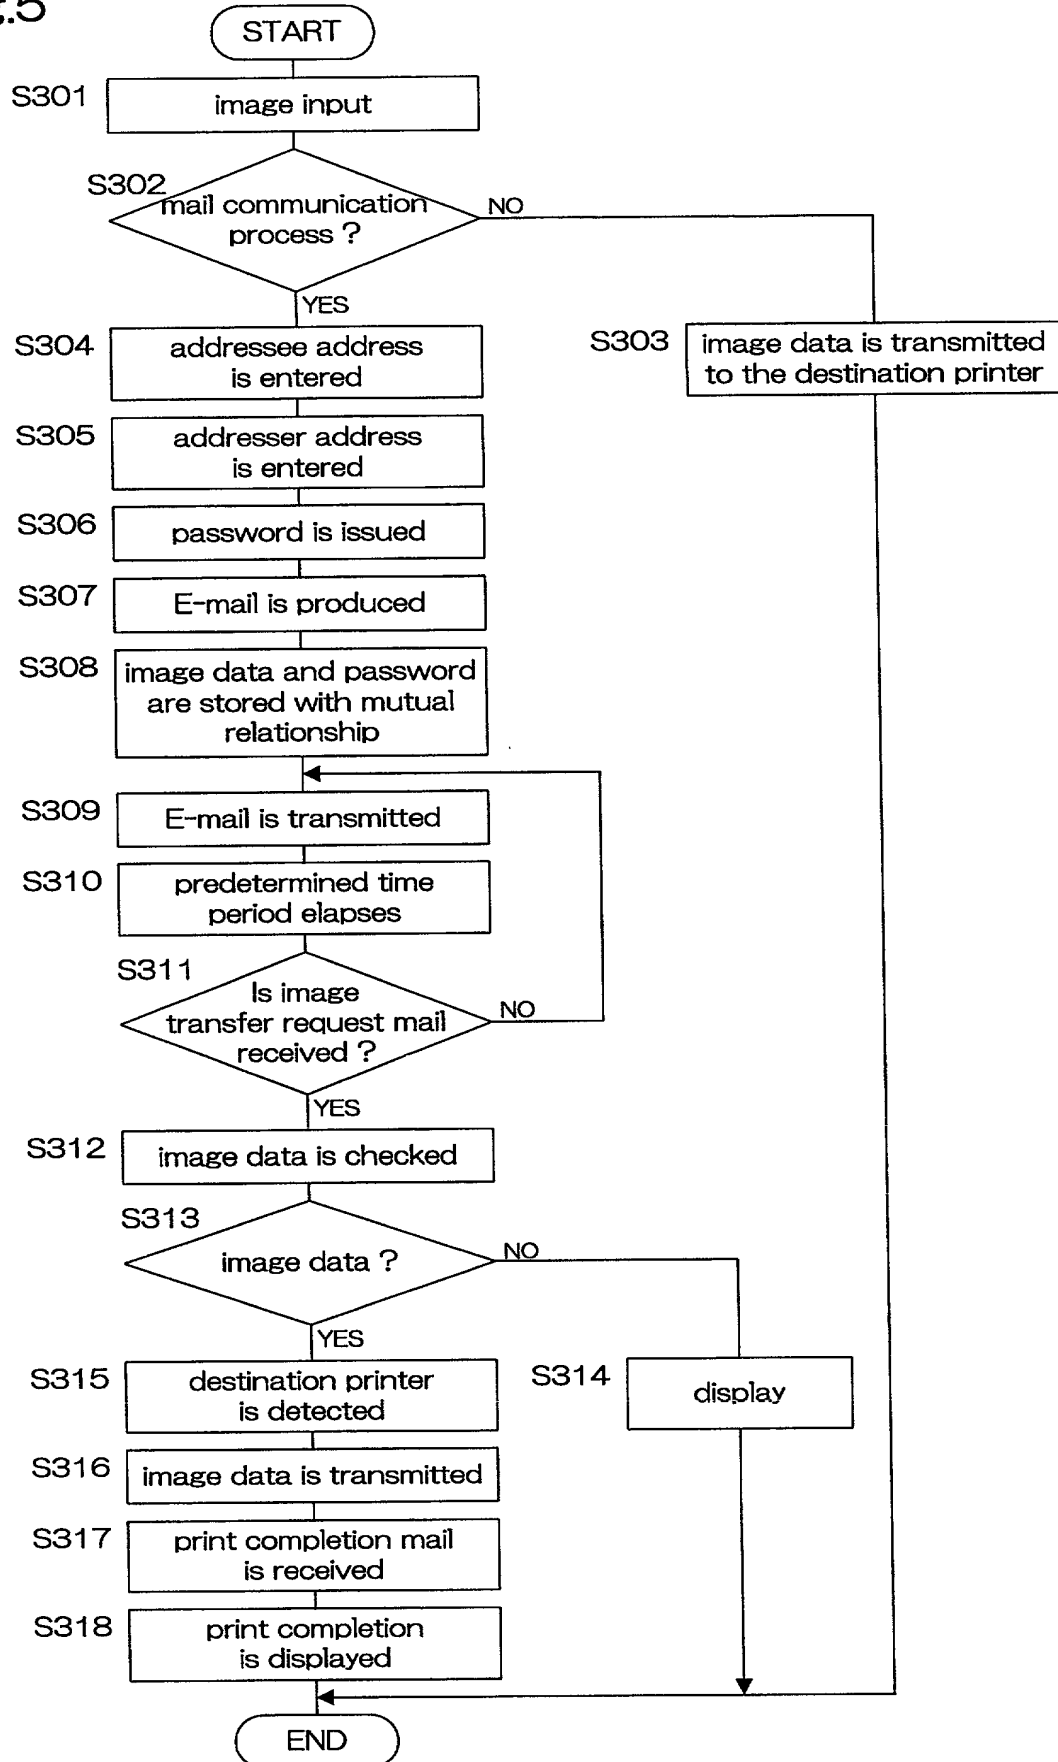 .5
START
S301
image input
S302
mail communication
process ?
NO
YES
S304
addressee address
is entered
S303
image data is transmitted
to the destination printer
S305
addresser address
is entered
S306
password is issued
S307
E-mail is produced
S308
image data and password
are stored with mutual
relationship
S309
E-mail is transmitted
S310
predetermined time
period elapses
S311
Is image
transfer request mail
received ?
NO
YES
S312
image data is checked
S313
image data ?
NO
YES
S315
destination printer
is detected
S314
display
S316
image data is transmitted
S317
print completion mail
is received
S318
print completion
is displayed
END